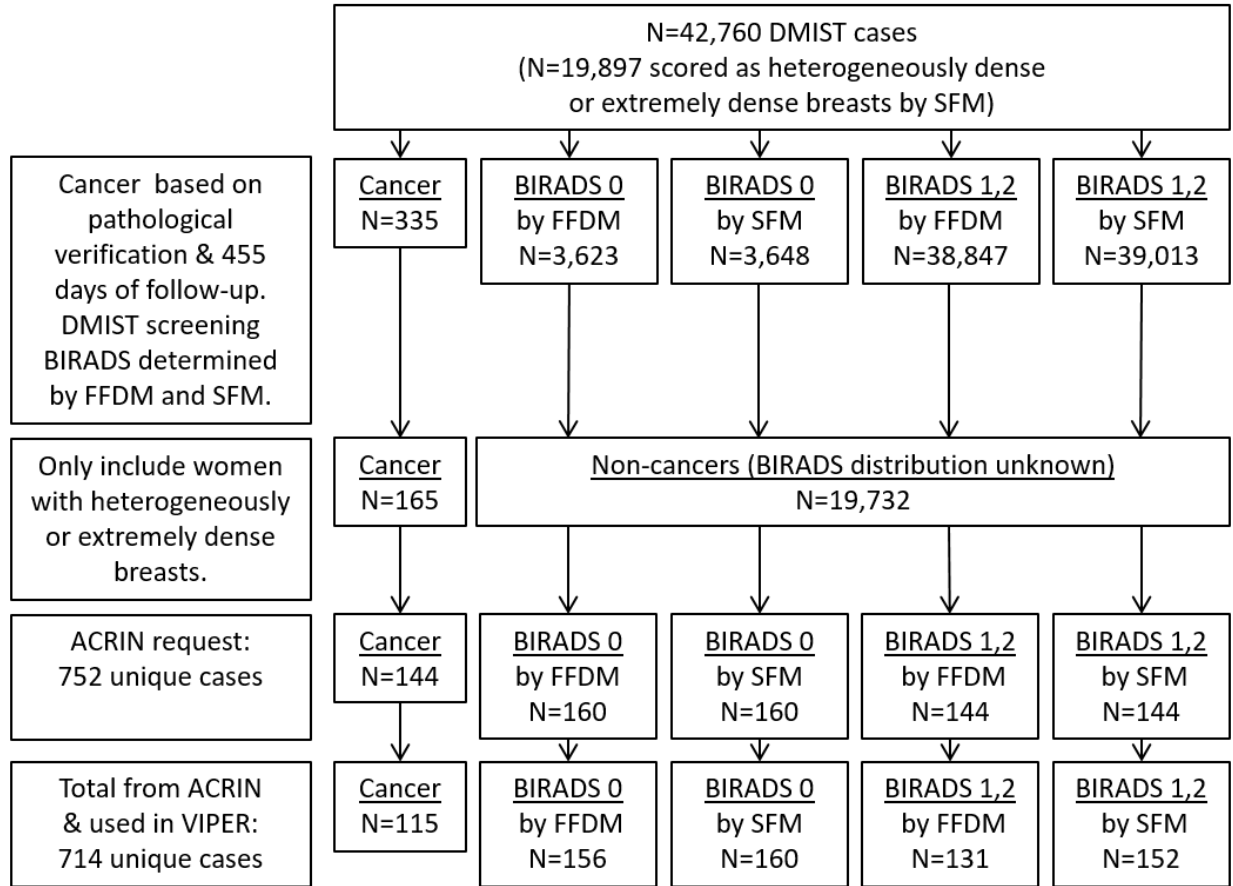 N=42,760 DMIST cases
(N=19,897 scored as heterogeneously dense
or extremely dense breasts by SFM)
Cancer based on
pathological
verification & 455
days of follow-up.
DMIST screening
BIRADS determined
by FFDM and SFM.
Cancer
N=335
BIRADS 0
by FFDM
N=3,623
BIRADS 0
by SFM
N=3,648
BIRADS 1,2
by FFDM
N=38,847
BIRADS 1,2
by SFM
N=39,013
Only include women
with heterogeneously
or extremely dense
breasts.
Cancer
N=165
Non-cancers (BIRADS distribution unknown)
N=19,732
ACRIN request:
752 unique cases
Cancer
N=144
BIRADS 0
by FFDM
N=160
BIRADS 0
by SFM
N=160
BIRADS 1,2
by FFDM
N=144
BIRADS 1,2
by SFM
N=144
Total from ACRIN
& used in VIPER:
714 unique cases
Cancer
N=115
BIRADS 0
by FFDM
N=156
BIRADS 0
by SFM
N=160
BIRADS 1,2
by FFDM
N=131
BIRADS 1,2
by SFM
N=152